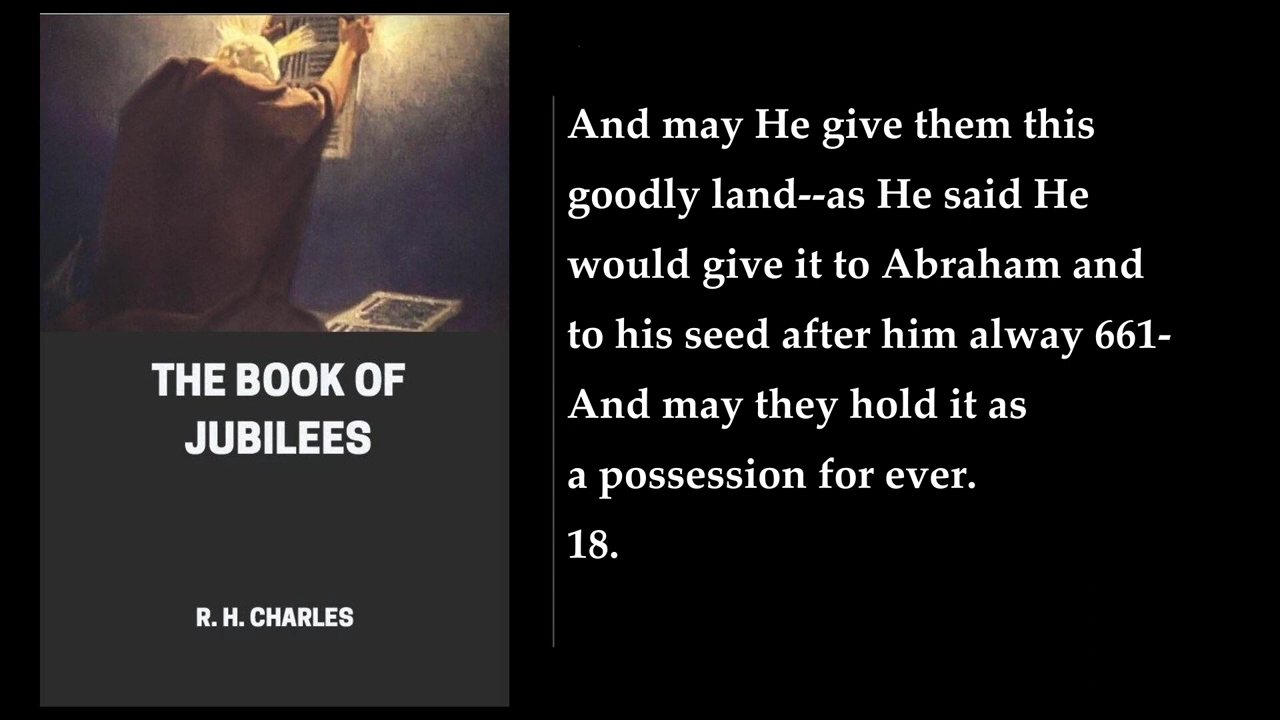 THE BOOK OF
JUBILEES
R. H. CHARLES
And may He give them this
goodly land--as He said He
would give it to Abraham and
to his seed after him alway 661-
And may they hold it as
a possession for ever.
18.